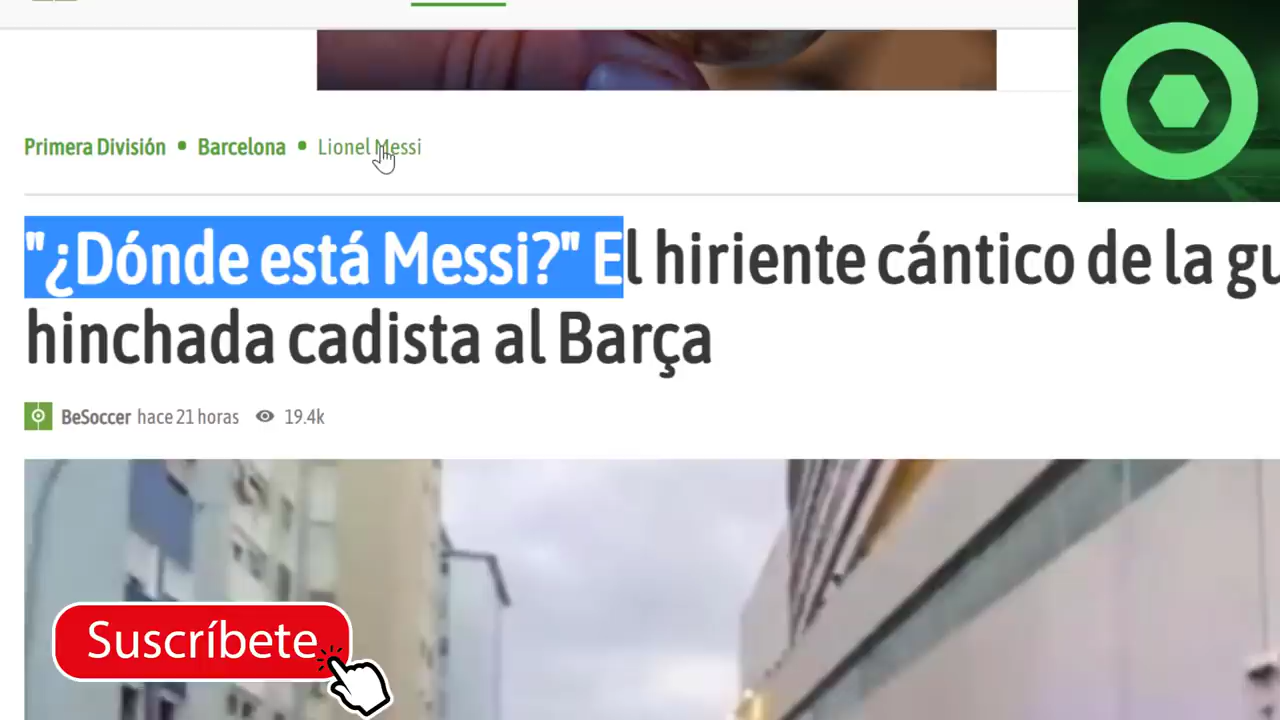 Primera División • Barcelona • Lionel Messi
"¿Dónde está Messi?" El hiriente cántico de la
hinchada cadista al Barça
BeSoccer hace 21 horas 19.4k
Suscríbete